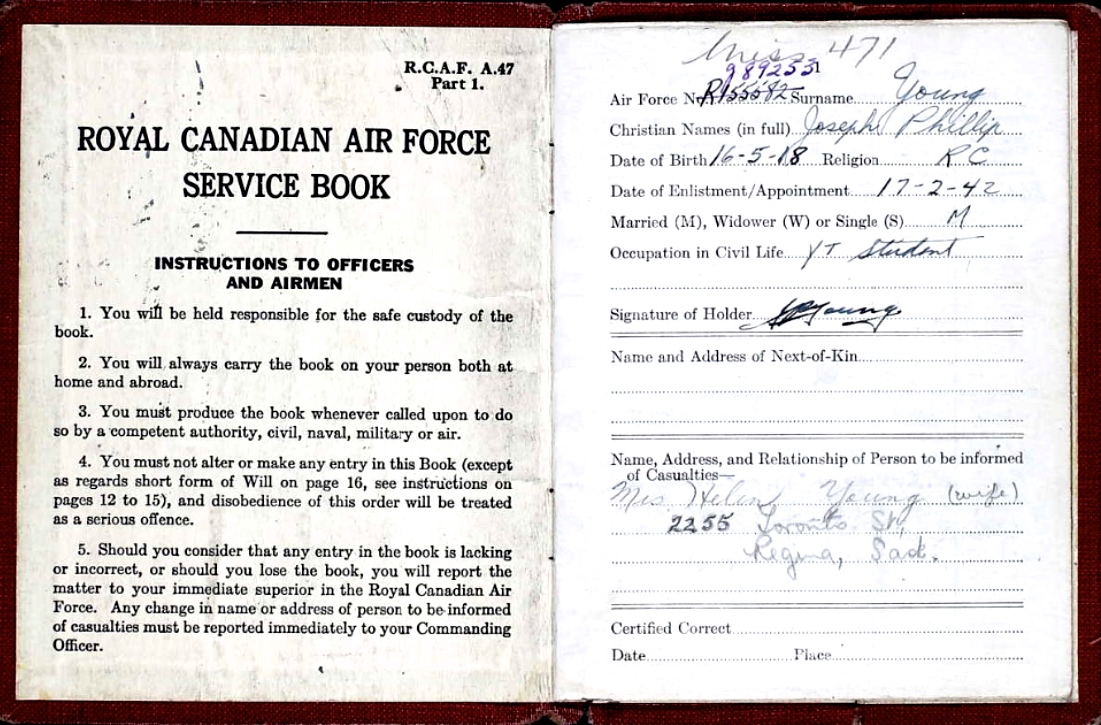 R.C.A.F. A.47
Part 1.
ROYAL CANADIAN AIR FORCE
SERVICE BOOK
INSTRUCTIONS TO OFFICERS
AND AIRMEN
1. You will be held responsible for the safe custody of the
book.
2. You will always carry the book on your person both at
home and abroad.
3. You must produce the book whenever called upon to do
so by a competent authority, civil, naval, military or air.
4. You must not alter or make any entry in this Book (except
as regards short form of Will on page 16, see instructions on
pages 12 to 15), and disobedience of this order will be treated
as a serious offence.
5. Should you consider that any entry in the book is lacking
or incorrect, or should you lose the book, you will report the
matter to your immediate superior in the Royal Canadian Air
Force. Any change in name or address of person to be informed
of casualties must be reported immediately to your Commanding
Officer.
471
Air Force No. R155582 Surname Young
Christian Names (in full) Joseph Phillip
Date of Birth 16-5-18 Religion RC
Date of Enlistment/Appointment 17-2-42
Married (M), Widower (W) or Single (S) M
Occupation in Civil Life YT Student
Signature of Holder JPYoung
Name and Address of Next-of-Kin
Name, Address, and Relationship of Person to be informed
of Casualties—
Mrs Helen Young (wife)
2255 Toronto St,
Regina, Sask.
Certified Correct
Date Place